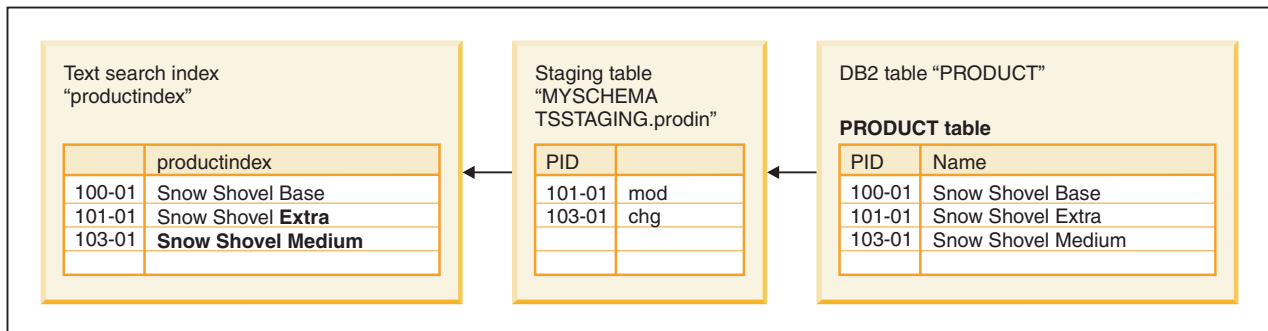 Text search index
“productindex”
productindex
100-01 Snow Shovel Base
101-01 Snow Shovel Extra
103-01 Snow Shovel Medium
Staging table
“MYSCHEMA
TSSTAGING.prodin”
PID
101-01 mod
103-01 chg
DB2 table “PRODUCT”
PRODUCT table
PID Name
100-01 Snow Shovel Base
101-01 Snow Shovel Extra
103-01 Snow Shovel Medium